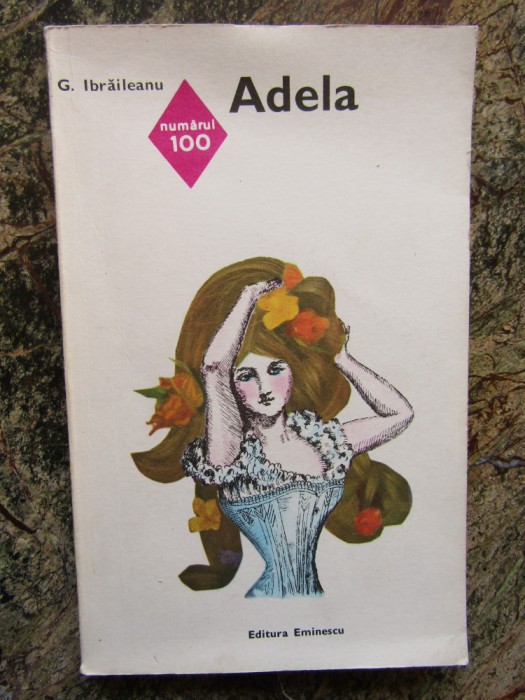 G. Ibrăileanu
Adela
numărul
100
Editura Eminescu